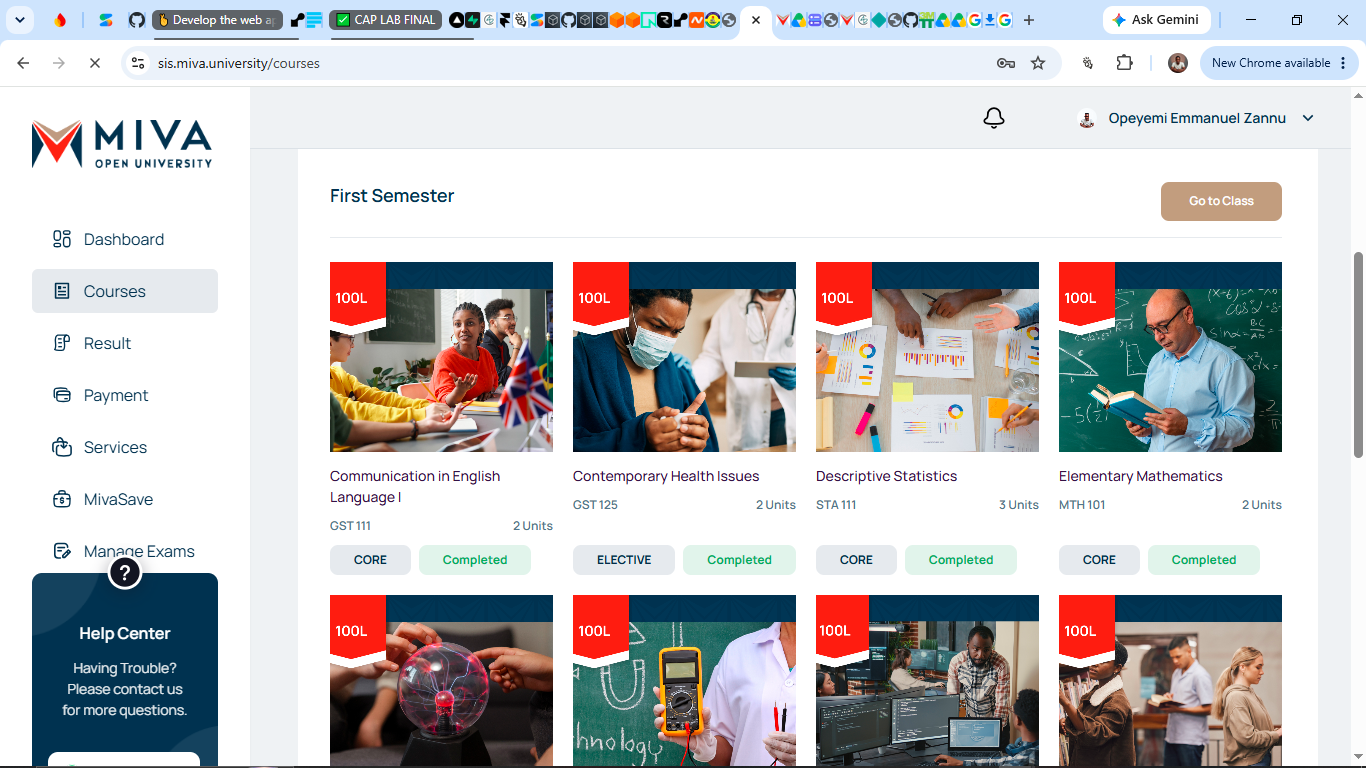 Develop the web ap
CAP LAB FINAL
Ask Gemini
sis.miva.university/courses
New Chrome available
MIVA
OPEN UNIVERSITY
Opeyemi Emmanuel Zannu
Dashboard
Courses
Result
Payment
Services
MivaSave
Manage Exams
?
Help Center
Having Trouble?
Please contact us
for more questions.
First Semester
Go to Class
100L
100L
100L
100L
Communication in English
Language I
GST 111
2 Units
CORE
Completed
Contemporary Health Issues
GST 125
2 Units
ELECTIVE
Completed
Descriptive Statistics
STA 111
3 Units
CORE
Completed
Elementary Mathematics
MTH 101
2 Units
CORE
Completed
100L
100L
100L
100L